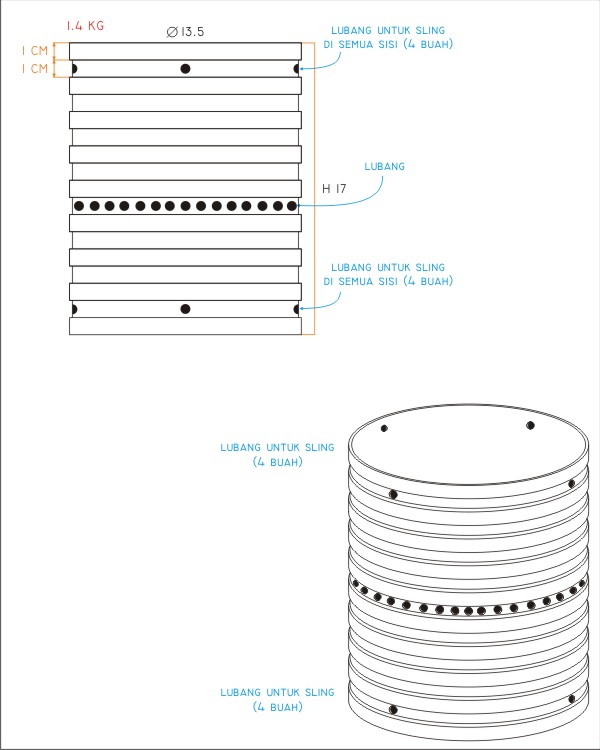 1.4 KG
Ø 13.5
LUBANG UNTUK SLING
DI SEMUA SISI (4 BUAH)
1 CM
1 CM
LUBANG
H 17
LUBANG UNTUK SLING
DI SEMUA SISI (4 BUAH)
LUBANG UNTUK SLING
(4 BUAH)
LUBANG UNTUK SLING
(4 BUAH)